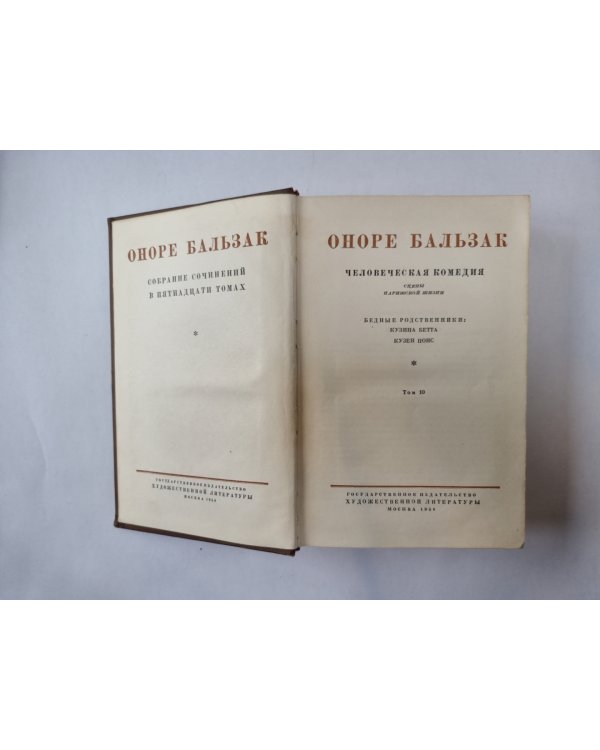 ОНОРЕ БАЛЬЗАК
СОБРАНИЕ СОЧИНЕНИЙ
В ПЯТНАДЦАТИ ТОМАХ
*
ГОСУДАРСТВЕННОЕ ИЗДАТЕЛЬСТВО
ХУДОЖЕСТВЕННОЙ ЛИТЕРАТУРЫ
МОСКВА
ОНОРЕ БАЛЬЗАК
ЧЕЛОВЕЧЕСКАЯ КОМЕДИЯ
СЦЕНЫ
ПАРИЖСКОЙ ЖИЗНИ
БЕДНЫЕ РОДСТВЕННИКИ:
КУЗИНА БЕТТА
КУЗЕН ПОНС
*
Том 10
ГОСУДАРСТВЕННОЕ ИЗДАТЕЛЬСТВО
ХУДОЖЕСТВЕННОЙ ЛИТЕРАТУРЫ
МОСКВА